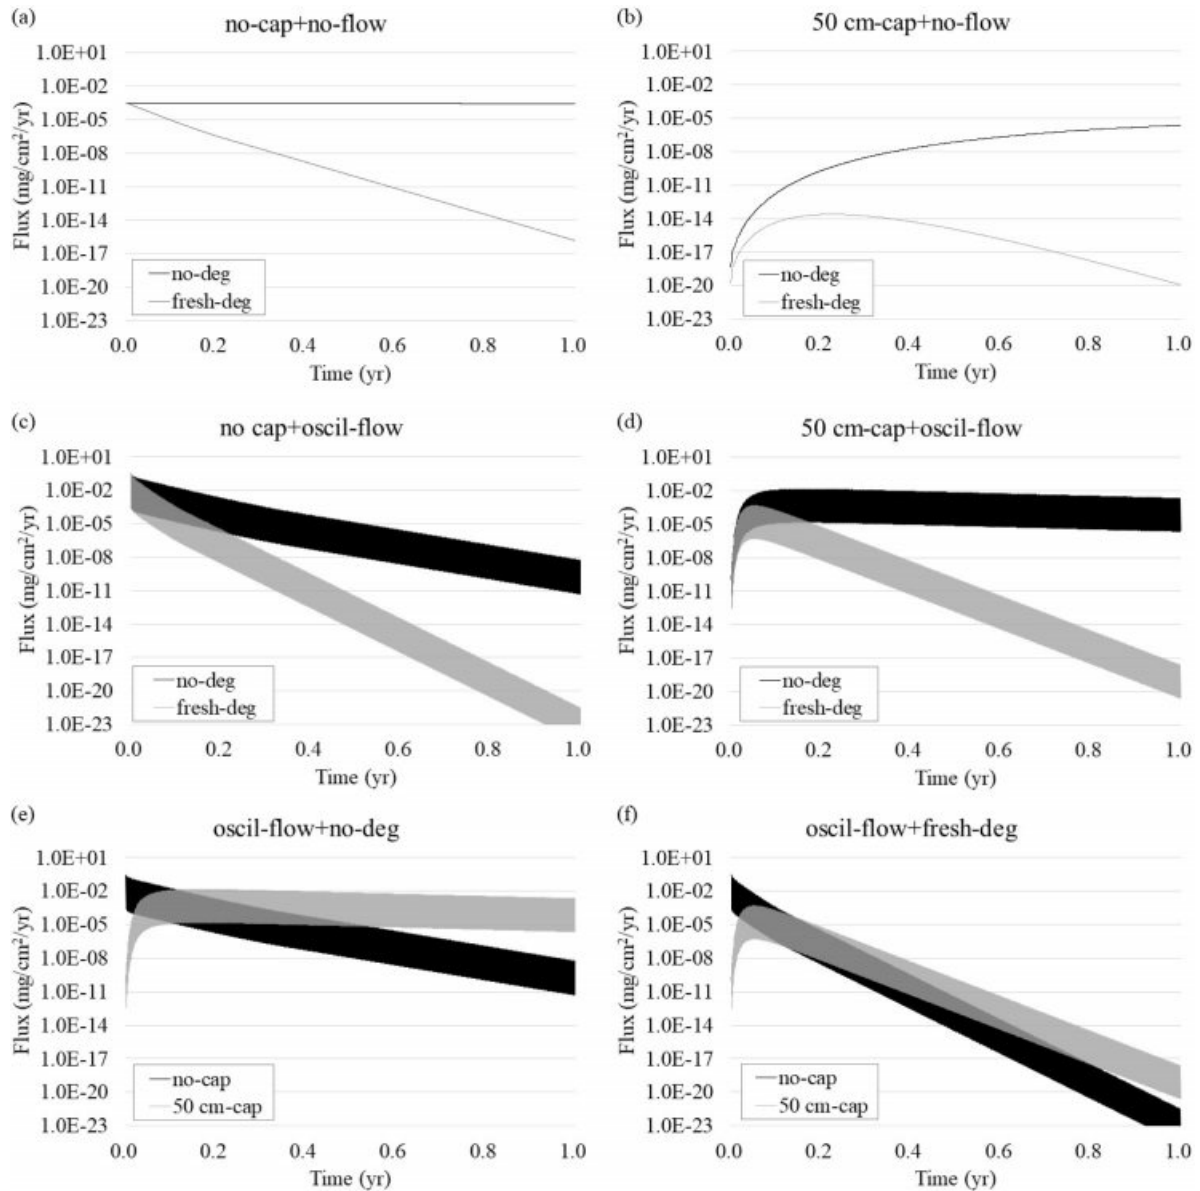 (a)
no-cap+no-flow
Flux (mg/cm²/yr)
1.0E+01
1.0E-02
1.0E-05
1.0E-08
1.0E-11
1.0E-14
1.0E-17
1.0E-20
1.0E-23
no-deg
fresh-deg
0.0 0.2 0.4 0.6 0.8 1.0
Time (yr)
(b)
50 cm-cap+no-flow
Flux (mg/cm²/yr)
1.0E+01
1.0E-02
1.0E-05
1.0E-08
1.0E-11
1.0E-14
1.0E-17
1.0E-20
1.0E-23
no-deg
fresh-deg
0.0 0.2 0.4 0.6 0.8 1.0
Time (yr)
(c)
no cap+oscil-flow
Flux (mg/cm²/yr)
1.0E+01
1.0E-02
1.0E-05
1.0E-08
1.0E-11
1.0E-14
1.0E-17
1.0E-20
1.0E-23
no-deg
fresh-deg
0.0 0.2 0.4 0.6 0.8 1.0
Time (yr)
(d)
50 cm-cap+oscil-flow
Flux (mg/cm²/yr)
1.0E+01
1.0E-02
1.0E-05
1.0E-08
1.0E-11
1.0E-14
1.0E-17
1.0E-20
1.0E-23
no-deg
fresh-deg
0.0 0.2 0.4 0.6 0.8 1.0
Time (yr)
(e)
oscil-flow+no-deg
Flux (mg/cm²/yr)
1.0E+01
1.0E-02
1.0E-05
1.0E-08
1.0E-11
1.0E-14
1.0E-17
1.0E-20
1.0E-23
no-cap
50 cm-cap
0.0 0.2 0.4 0.6 0.8 1.0
Time (yr)
(f)
oscil-flow+fresh-deg
Flux (mg/cm²/yr)
1.0E+01
1.0E-02
1.0E-05
1.0E-08
1.0E-11
1.0E-14
1.0E-17
1.0E-20
1.0E-23
no-cap
50 cm-cap
0.0 0.2 0.4 0.6 0.8 1.0
Time (yr)